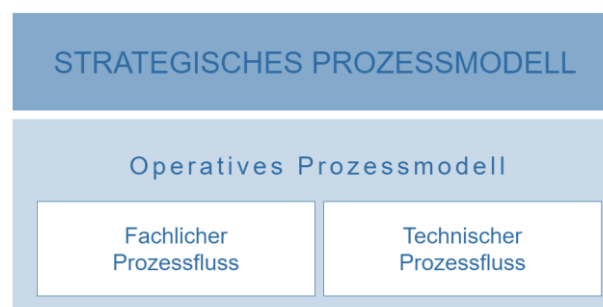 STRATEGISCHES PROZESSMODELL
Operatives Prozessmodell
Fachlicher
Prozessfluss
Technischer
Prozessfluss